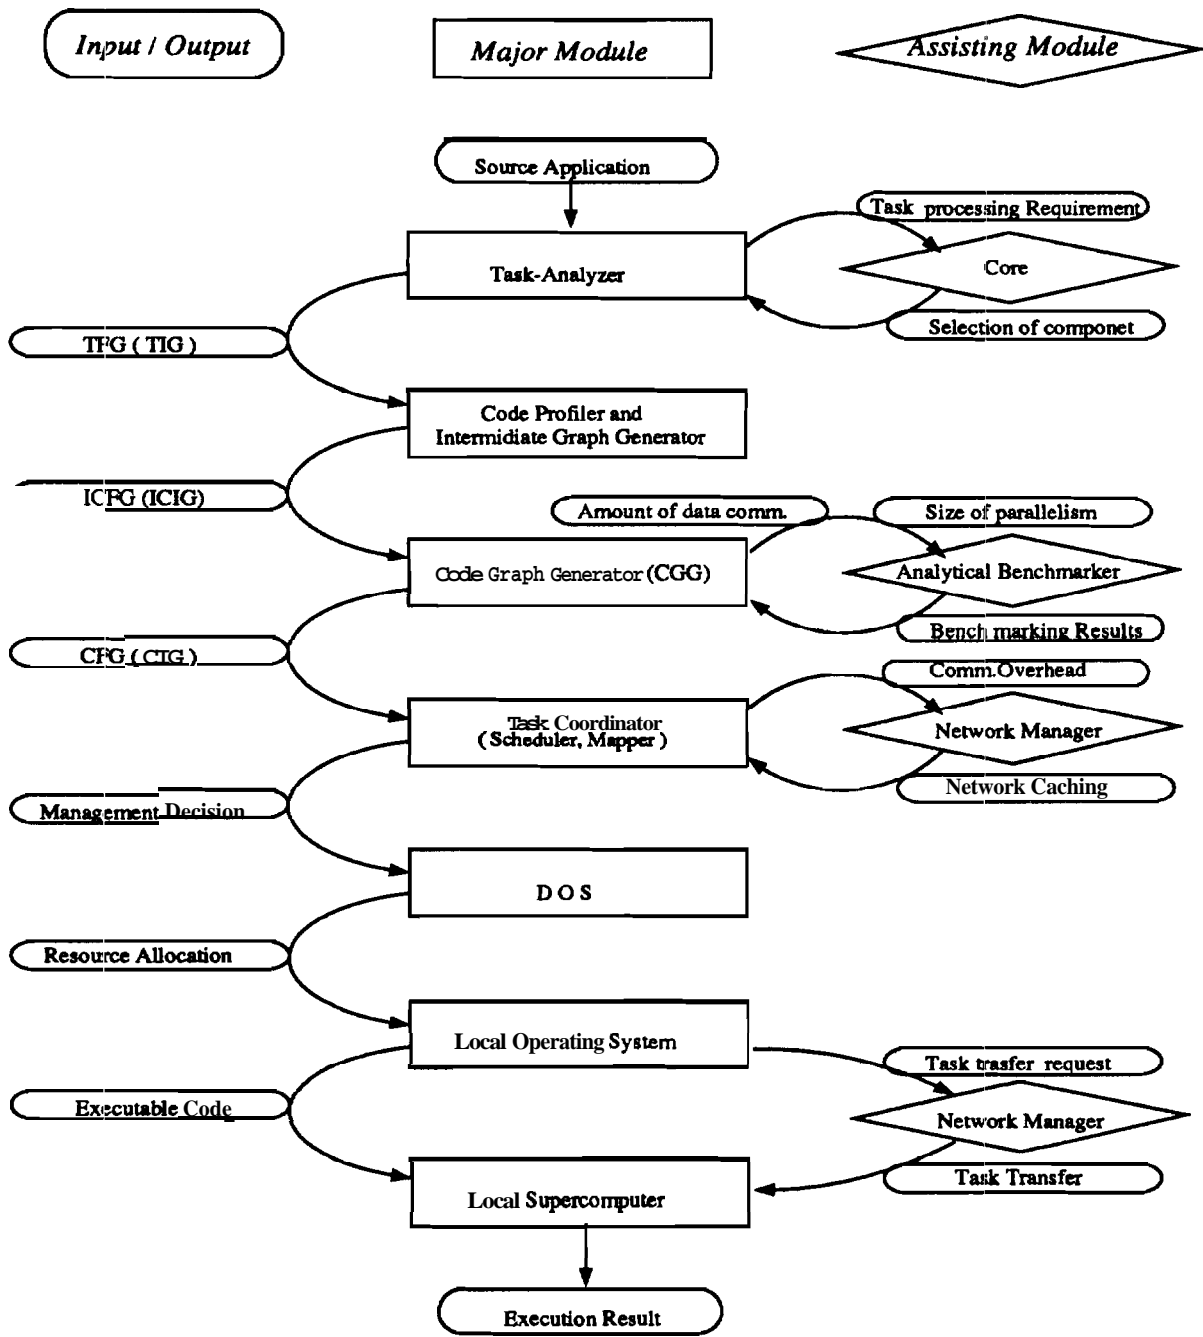 Input / Output
Major Module
Assisting Module
Source Application
Task processing Requirement
Task-Analyzer
Core
Selection of componet
TFG ( TIG )
Code Profiler and
Intermidiate Graph Generator
ICFG (ICIG)
Amount of data comm.
Size of parallelism
Code Graph Generator (CGG)
Analytical Benchmarker
Bench marking Results
CFG ( CIG )
Comm.Overhead
Task Coordinator
( Scheduler, Mapper )
Network Manager
Network Caching
Management Decision
D O S
Resource Allocation
Local Operating System
Task trasfer request
Executable Code
Network Manager
Task Transfer
Local Supercomputer
Execution Result